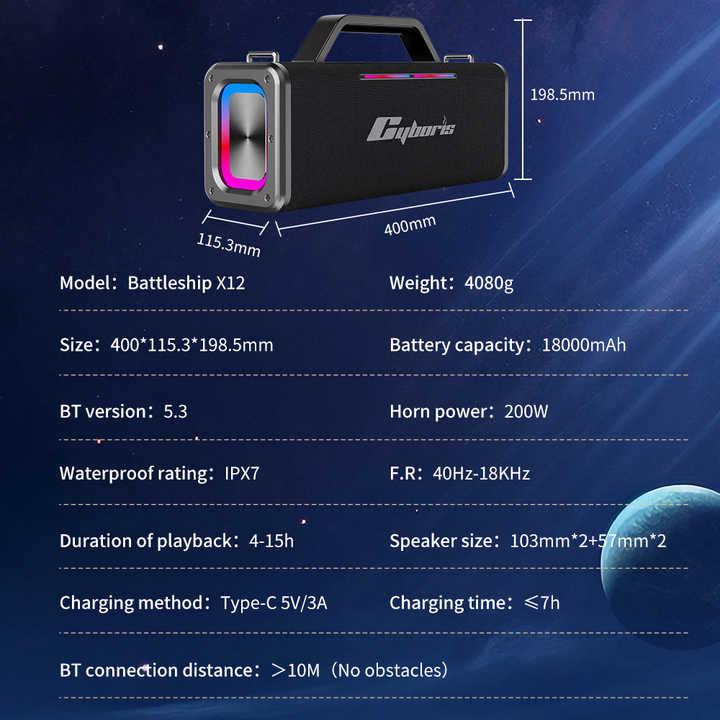 198.5mm
Cyboris
400mm
115.3mm
Model：Battleship X12
Weight：4080g
Size：400*115.3*198.5mm
Battery capacity：18000mAh
BT version：5.3
Horn power：200W
Waterproof rating：IPX7
F.R：40Hz-18KHz
Duration of playback：4-15h
Speaker size：103mm*2+57mm*2
Charging method：Type-C 5V/3A
Charging time：≤7h
BT connection distance：＞10M（No obstacles）